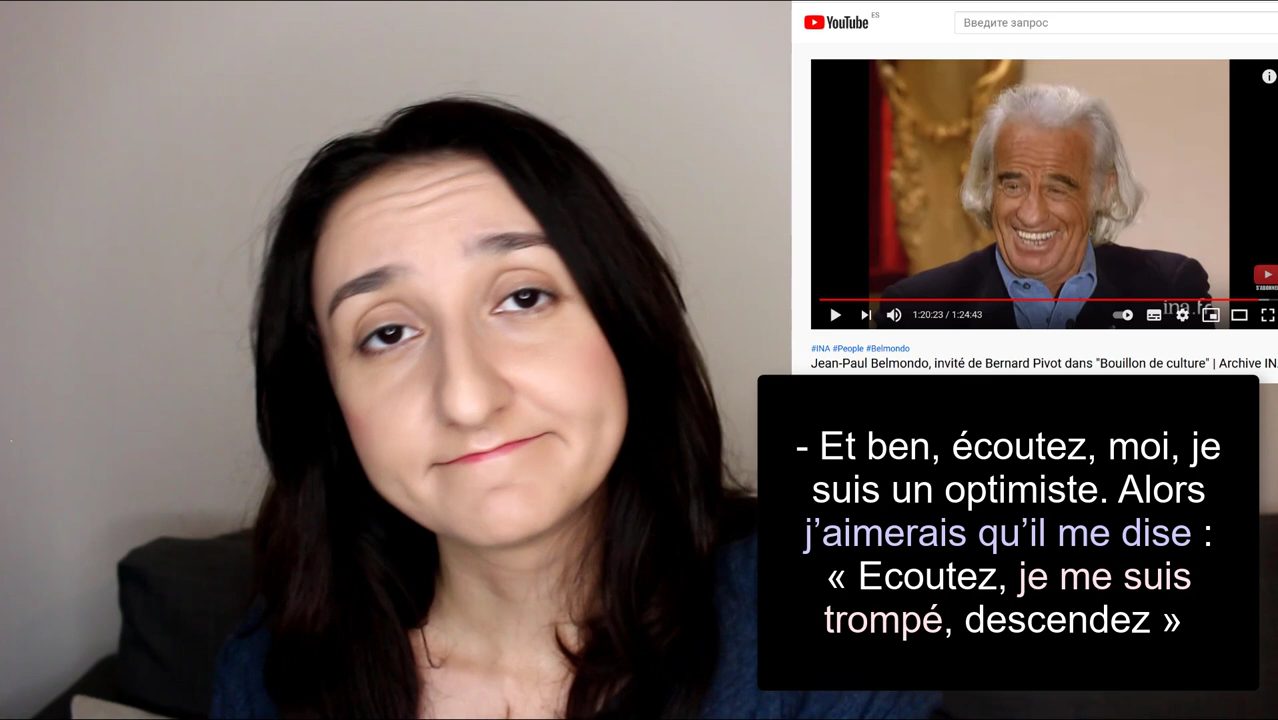 YouTube ES
Введите запрос
S'ABONNER
ina.fr
1:20:23 / 1:24:43
#INA #People #Belmondo
Jean-Paul Belmondo, invité de Bernard Pivot dans "Bouillon de culture" | Archive IN
- Et ben, écoutez, moi, je
suis un optimiste. Alors
j’aimerais qu’il me dise :
« Ecoutez, je me suis
trompé, descendez »